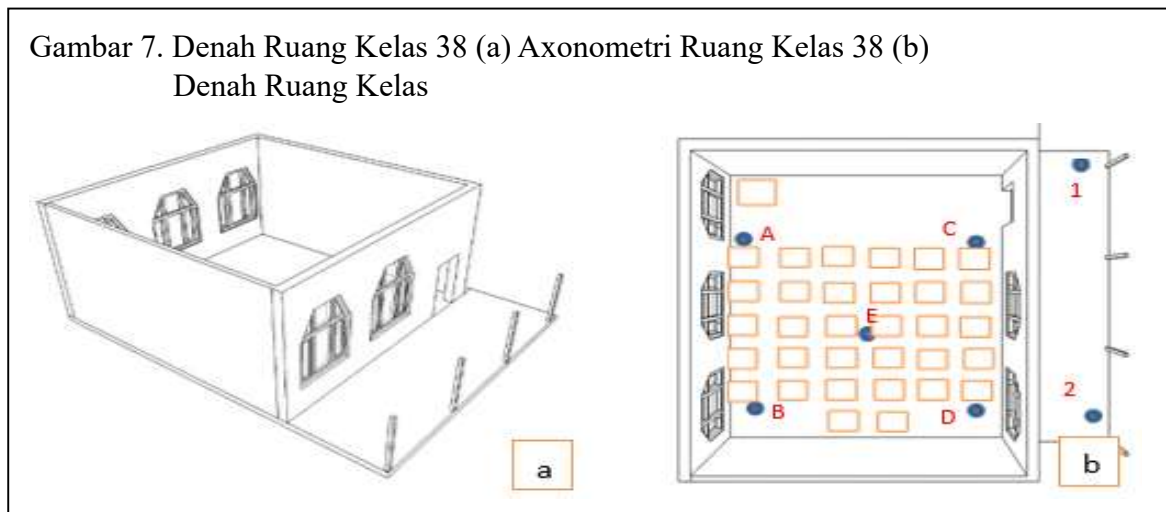 Gambar 7. Denah Ruang Kelas 38 (a) Axonometri Ruang Kelas 38 (b)
Denah Ruang Kelas
1
A
C
E
2
B
D
a
b